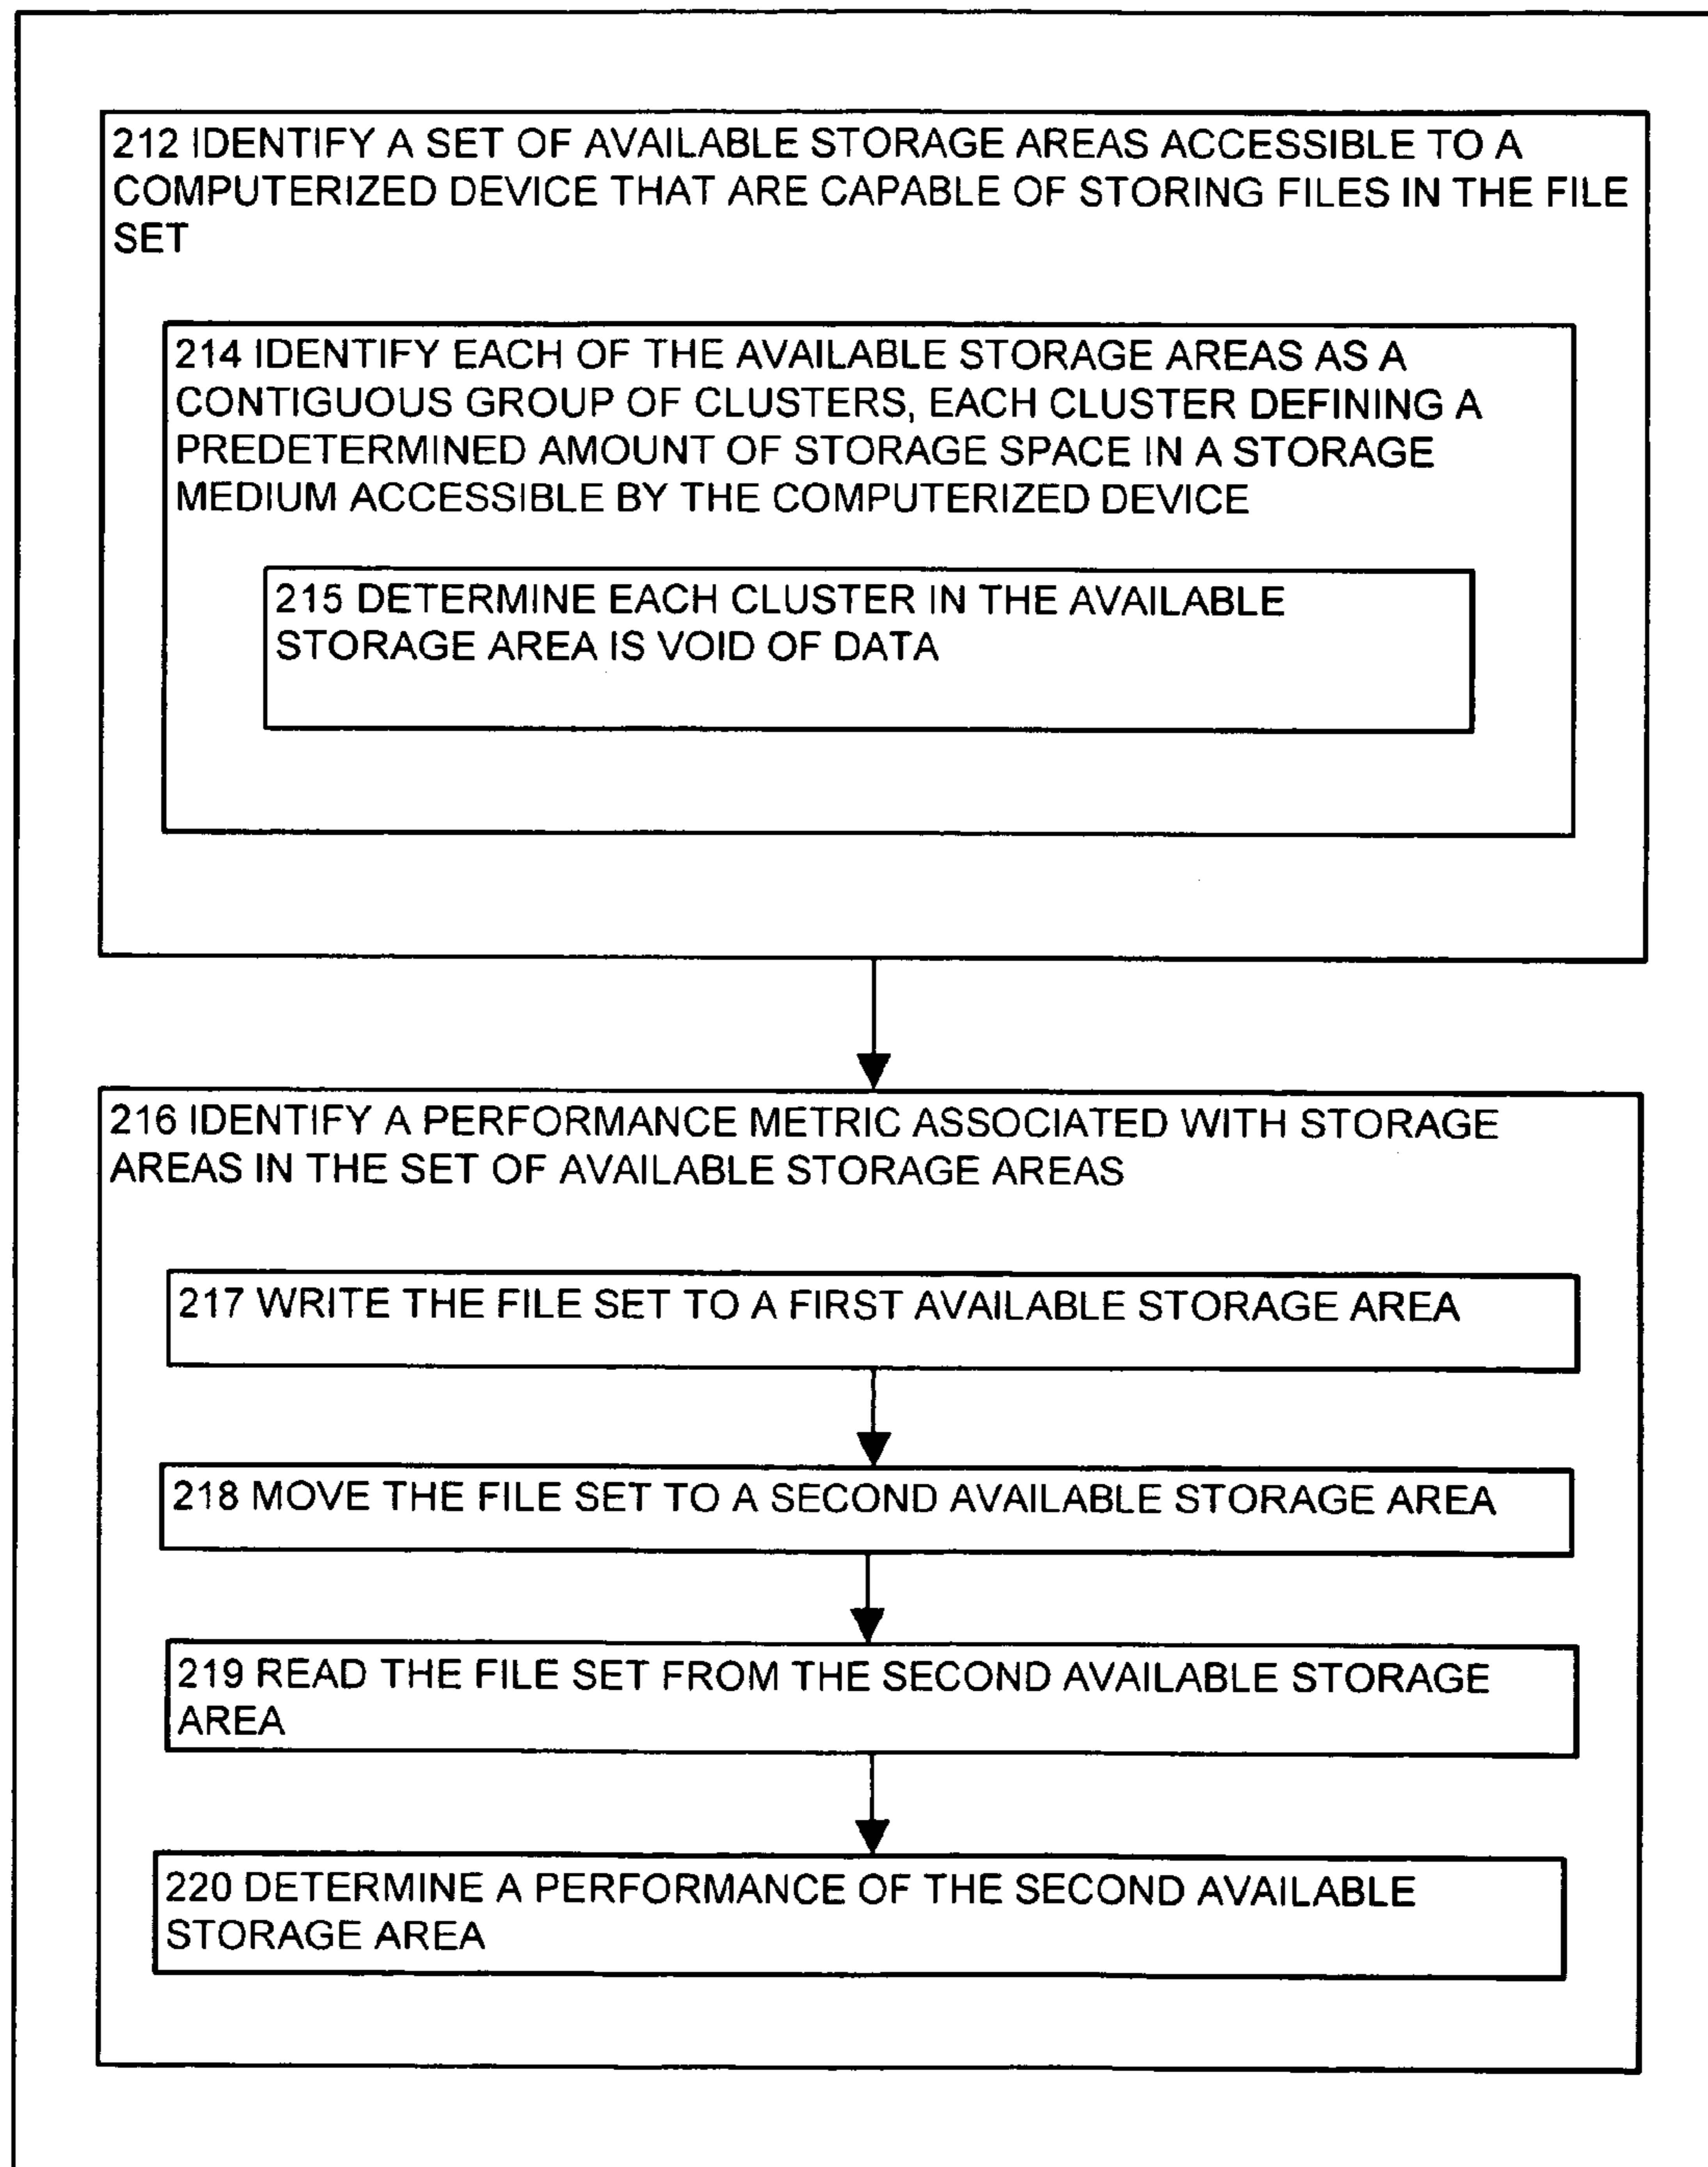 212 IDENTIFY A SET OF AVAILABLE STORAGE AREAS ACCESSIBLE TO A
COMPUTERIZED DEVICE THAT ARE CAPABLE OF STORING FILES IN THE FILE
SET
214 IDENTIFY EACH OF THE AVAILABLE STORAGE AREAS AS A
CONTIGUOUS GROUP OF CLUSTERS, EACH CLUSTER DEFINING A
PREDETERMINED AMOUNT OF STORAGE SPACE IN A STORAGE
MEDIUM ACCESSIBLE BY THE COMPUTERIZED DEVICE
215 DETERMINE EACH CLUSTER IN THE AVAILABLE
STORAGE AREA IS VOID OF DATA
216 IDENTIFY A PERFORMANCE METRIC ASSOCIATED WITH STORAGE
AREAS IN THE SET OF AVAILABLE STORAGE AREAS
217 WRITE THE FILE SET TO A FIRST AVAILABLE STORAGE AREA
218 MOVE THE FILE SET TO A SECOND AVAILABLE STORAGE AREA
219 READ THE FILE SET FROM THE SECOND AVAILABLE STORAGE
AREA
220 DETERMINE A PERFORMANCE OF THE SECOND AVAILABLE
STORAGE AREA